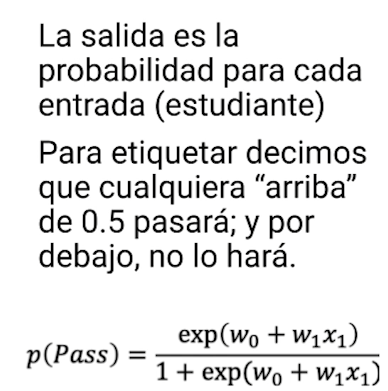 La salida es la
probabilidad para cada
entrada (estudiante)
Para etiquetar decimos
que cualquiera “arriba”
de 0.5 pasará; y por
debajo, no lo hará.
p(Pass) = exp(w₀ + w₁x₁) / 1 + exp(w₀ + w₁x₁)